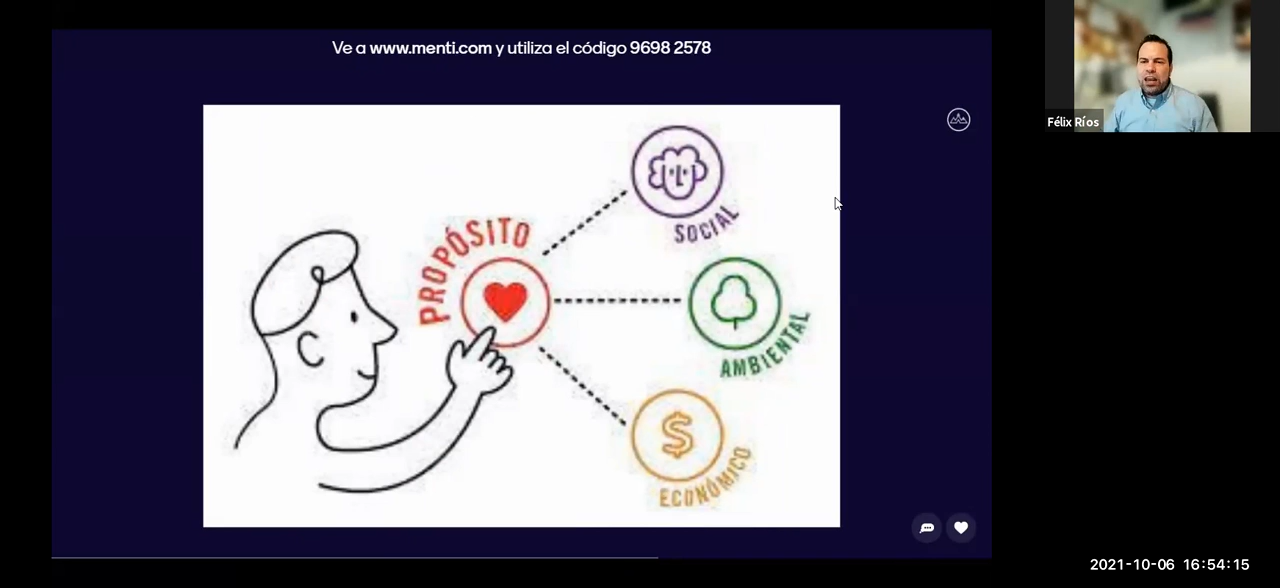 Ve a www.menti.com y utiliza el código 9698 2578
Félix Ríos
PROPÓSITO
SOCIAL
AMBIENTAL
$
ECONÓMICO
2021-10-06 16:54:15